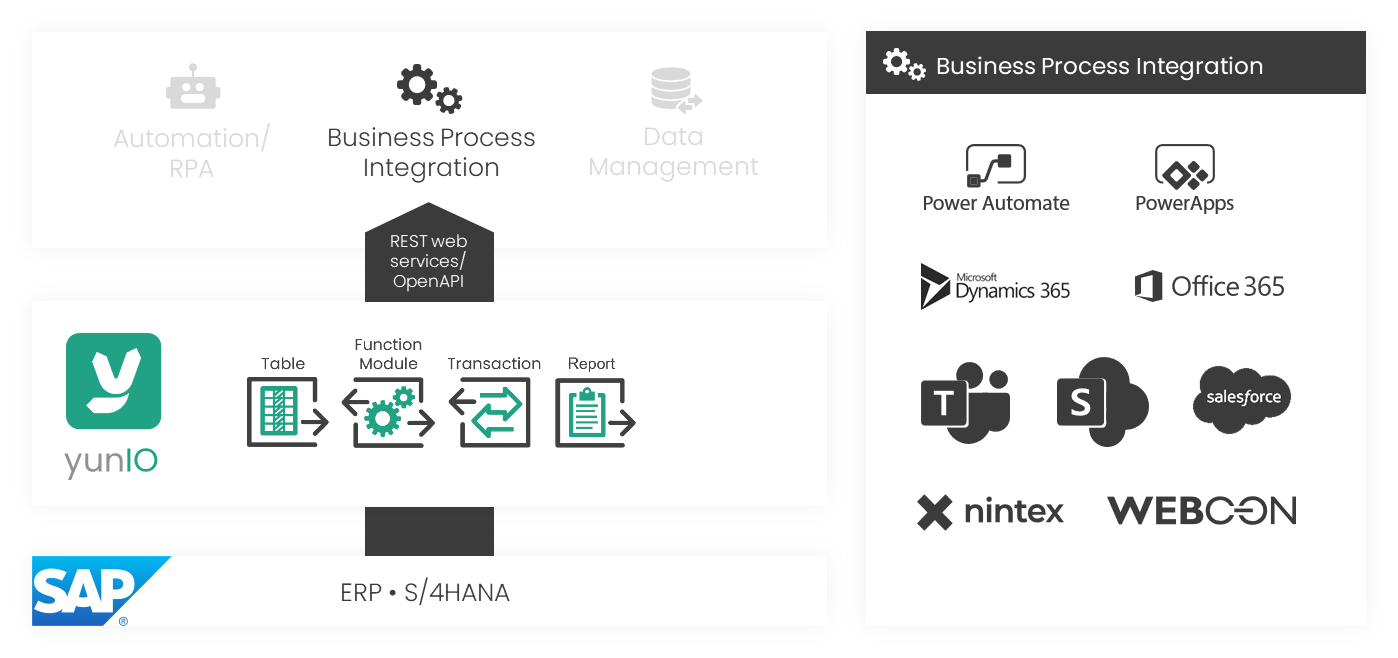 Automation/
RPA
Business Process
Integration
Data
Management
REST web
services/
OpenAPI
yunIO
Table
Function
Module
Transaction
Report
SAP
®
ERP • S/4HANA
Business Process Integration
Power Automate
PowerApps
Microsoft
Dynamics 365
Office 365
T
S
salesforce
nintex
WEBCON